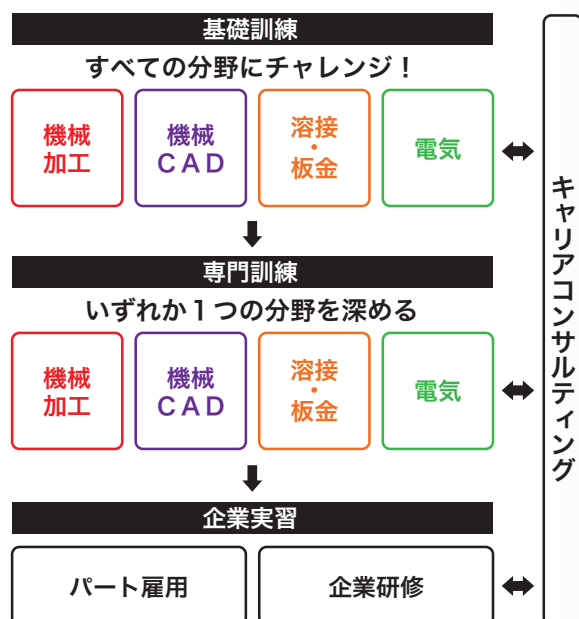 基礎訓練
すべての分野にチャレンジ！
機械
加工
機械
ＣＡＤ
溶接
・
板金
電気
専門訓練
いずれか１つの分野を深める
機械
加工
機械
ＣＡＤ
溶接
・
板金
電気
企業実習
パート雇用
企業研修
キャリアコンサルティング